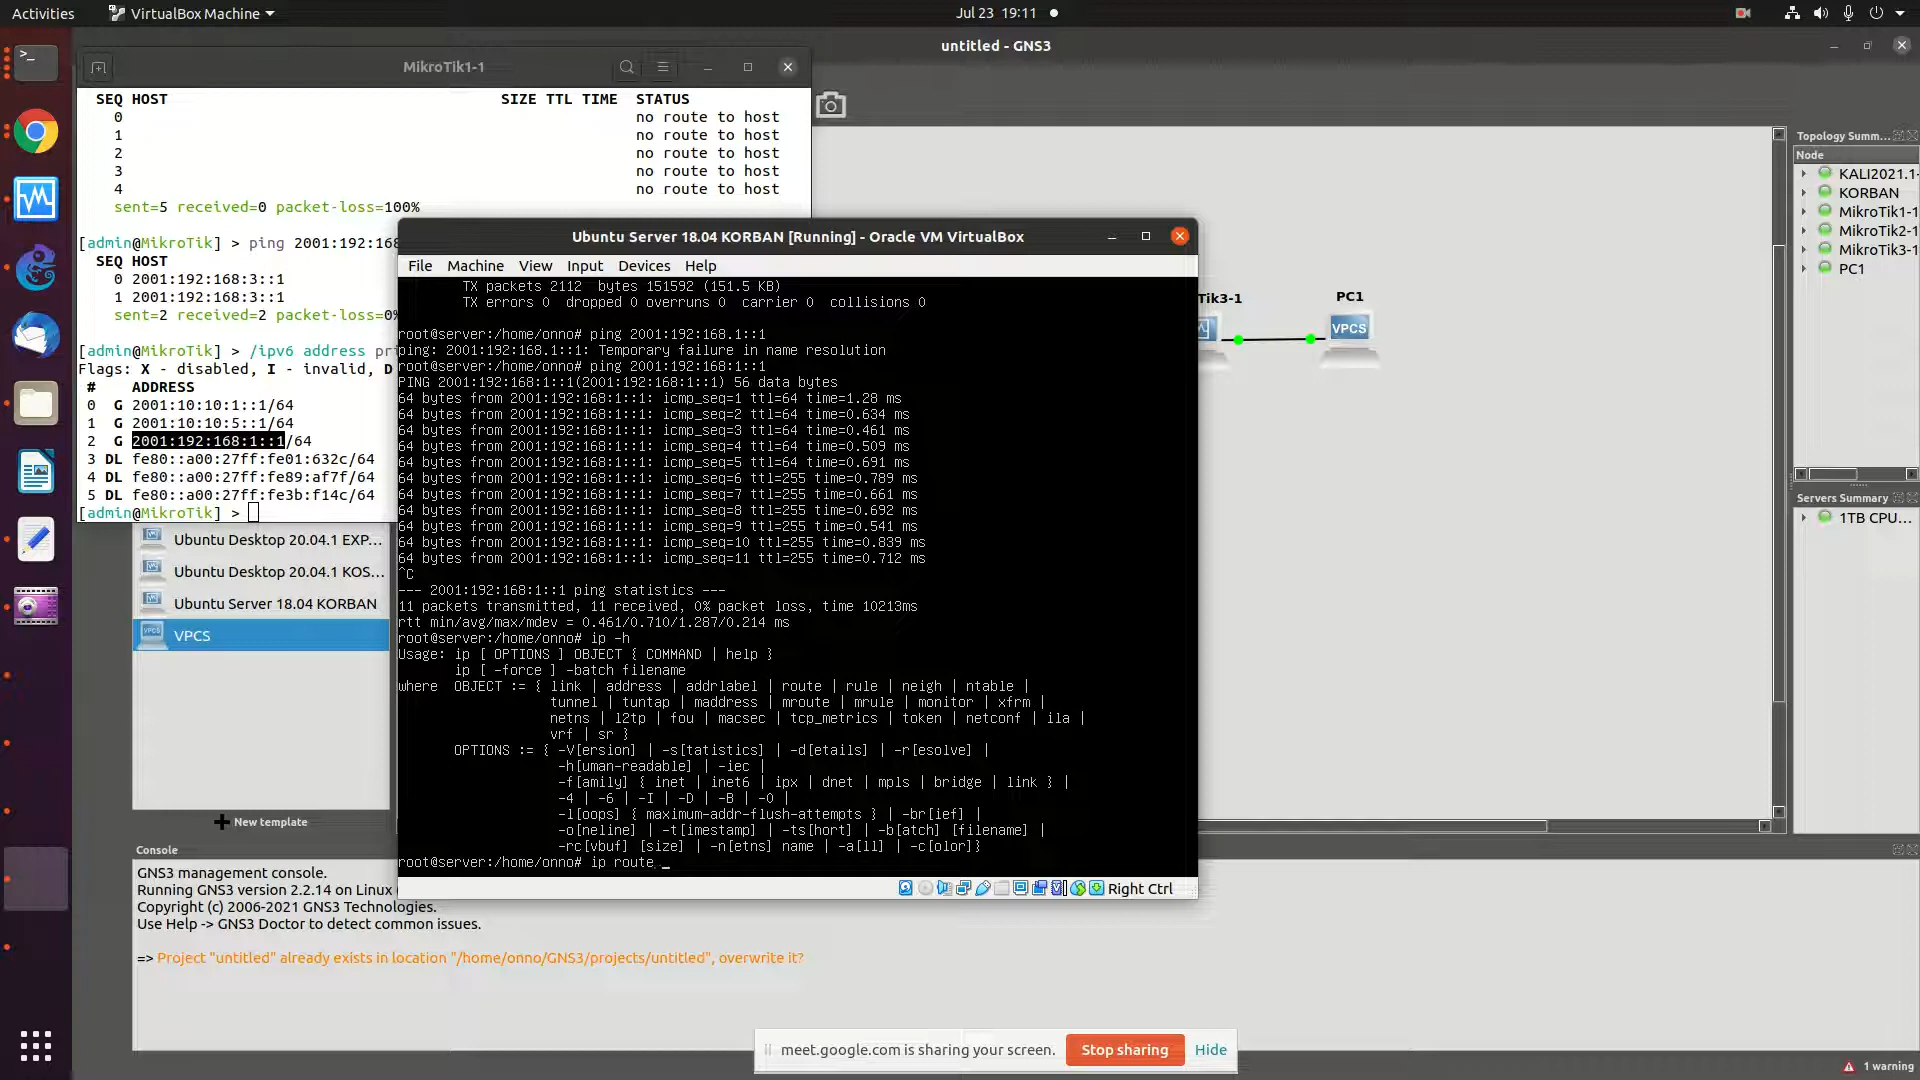 Activities
VirtualBox Machine
Jul 23 19:11
untitled - GNS3
MikroTik1-1
SEQ HOST SIZE TTL TIME STATUS
0 no route to host
1 no route to host
2 no route to host
3 no route to host
4 no route to host
sent=5 received=0 packet-loss=100%
[admin@MikroTik] > ping 2001:192:168
SEQ HOST
0 2001:192:168:3::1
1 2001:192:168:3::1
sent=2 received=2 packet-loss=0%
[admin@MikroTik] > /ipv6 address pri
Flags: X - disabled, I - invalid, D
# ADDRESS
0 G 2001:10:10:1::1/64
1 G 2001:10:10:5::1/64
2 G 2001:192:168:1::1/64
3 DL fe80::a00:27ff:fe01:632c/64
4 DL fe80::a00:27ff:fe89:af7f/64
5 DL fe80::a00:27ff:fe3b:f14c/64
[admin@MikroTik] >
Ubuntu Desktop 20.04.1 EXP...
Ubuntu Desktop 20.04.1 KOS...
Ubuntu Server 18.04 KORBAN
VPCS
New template
Ubuntu Server 18.04 KORBAN [Running] - Oracle VM VirtualBox
File Machine View Input Devices Help
TX packets 2112 bytes 151592 (151.5 KB)
TX errors 0 dropped 0 overruns 0 carrier 0 collisions 0
root@server:/home/onno# ping 2001:192:168.1::1
ping: 2001:192:168.1::1: Temporary failure in name resolution
root@server:/home/onno# ping 2001:192:168:1::1
PING 2001:192:168:1::1(2001:192:168:1::1) 56 data bytes
64 bytes from 2001:192:168:1::1: icmp_seq=1 ttl=64 time=1.28 ms
64 bytes from 2001:192:168:1::1: icmp_seq=2 ttl=64 time=0.634 ms
64 bytes from 2001:192:168:1::1: icmp_seq=3 ttl=64 time=0.461 ms
64 bytes from 2001:192:168:1::1: icmp_seq=4 ttl=64 time=0.509 ms
64 bytes from 2001:192:168:1::1: icmp_seq=5 ttl=64 time=0.691 ms
64 bytes from 2001:192:168:1::1: icmp_seq=6 ttl=255 time=0.789 ms
64 bytes from 2001:192:168:1::1: icmp_seq=7 ttl=255 time=0.661 ms
64 bytes from 2001:192:168:1::1: icmp_seq=8 ttl=255 time=0.692 ms
64 bytes from 2001:192:168:1::1: icmp_seq=9 ttl=255 time=0.541 ms
64 bytes from 2001:192:168:1::1: icmp_seq=10 ttl=255 time=0.839 ms
64 bytes from 2001:192:168:1::1: icmp_seq=11 ttl=255 time=0.712 ms
^C
--- 2001:192:168:1::1 ping statistics ---
11 packets transmitted, 11 received, 0% packet loss, time 10213ms
rtt min/avg/max/mdev = 0.461/0.710/1.287/0.214 ms
root@server:/home/onno# ip -h
Usage: ip [ OPTIONS ] OBJECT { COMMAND | help }
ip [ -force ] -batch filename
where OBJECT := { link | address | addrlabel | route | rule | neigh | ntable |
tunnel | tuntap | maddress | mroute | mrule | monitor | xfrm |
netns | l2tp | fou | macsec | tcp_metrics | token | netconf | ila |
vrf | sr }
OPTIONS := { -V[ersion] | -s[tatistics] | -d[etails] | -r[esolve] |
-h[uman-readable] | -iec |
-f[amily] { inet | inet6 | ipx | dnet | mpls | bridge | link } |
-4 | -6 | -I | -D | -B | -0 |
-l[oops] { maximum-addr-flush-attempts } | -br[ief] |
-o[neline] | -t[imestamp] | -ts[hort] | -b[atch] [filename] |
-rc[vbuf] [size] | -n[etns] name | -a[ll] | -c[olor]}
root@server:/home/onno# ip route _
Right Ctrl
Tik3-1
PC1
VPCS
Topology Summ...
Node
KALI2021.1-
KORBAN
MikroTik1-1
MikroTik2-1
MikroTik3-1
PC1
Servers Summary
1TB CPU...
Console
GNS3 management console.
Running GNS3 version 2.2.14 on Linux (
Copyright (c) 2006-2021 GNS3 Technologies.
Use Help -> GNS3 Doctor to detect common issues.
=> Project "untitled" already exists in location "/home/onno/GNS3/projects/untitled", overwrite it?
meet.google.com is sharing your screen.
Stop sharing
Hide
1 warning